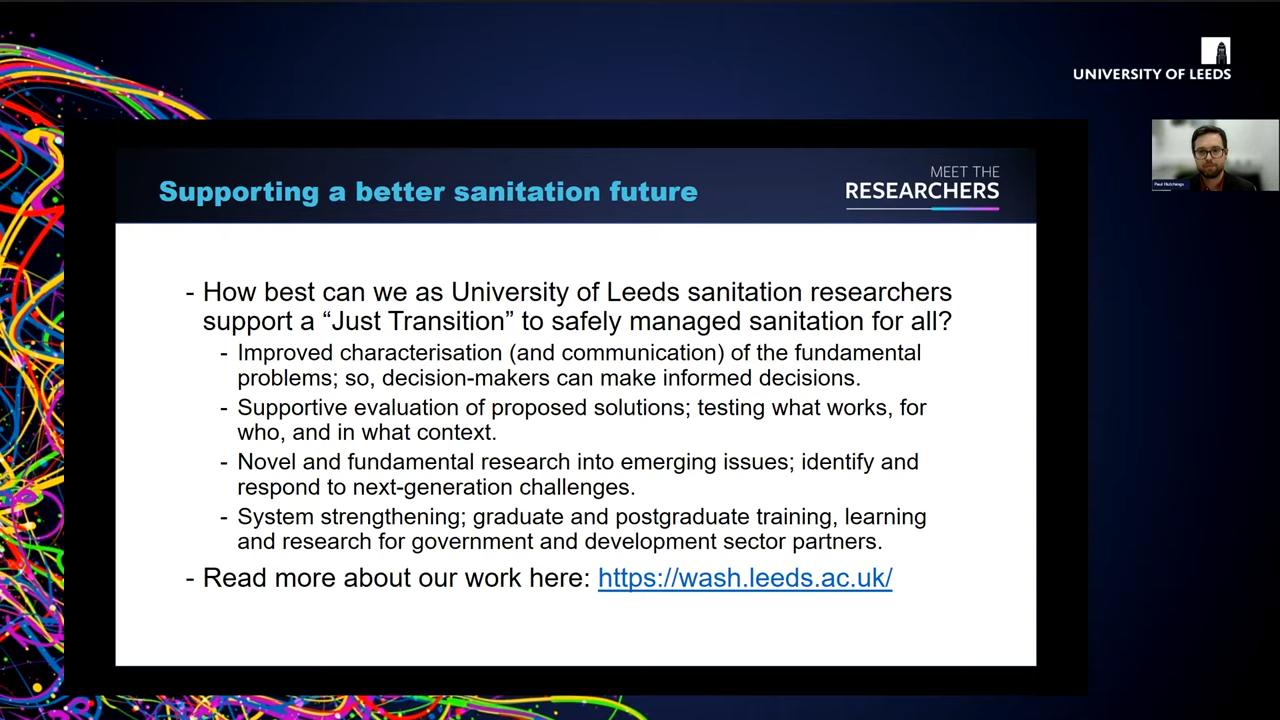 UNIVERSITY OF LEEDS
MEET THE
RESEARCHERS
Supporting a better sanitation future
Paul Hutchings
- How best can we as University of Leeds sanitation researchers
support a “Just Transition” to safely managed sanitation for all?
- Improved characterisation (and communication) of the fundamental
problems; so, decision-makers can make informed decisions.
- Supportive evaluation of proposed solutions; testing what works, for
who, and in what context.
- Novel and fundamental research into emerging issues; identify and
respond to next-generation challenges.
- System strengthening; graduate and postgraduate training, learning
and research for government and development sector partners.
- Read more about our work here: https://wash.leeds.ac.uk/